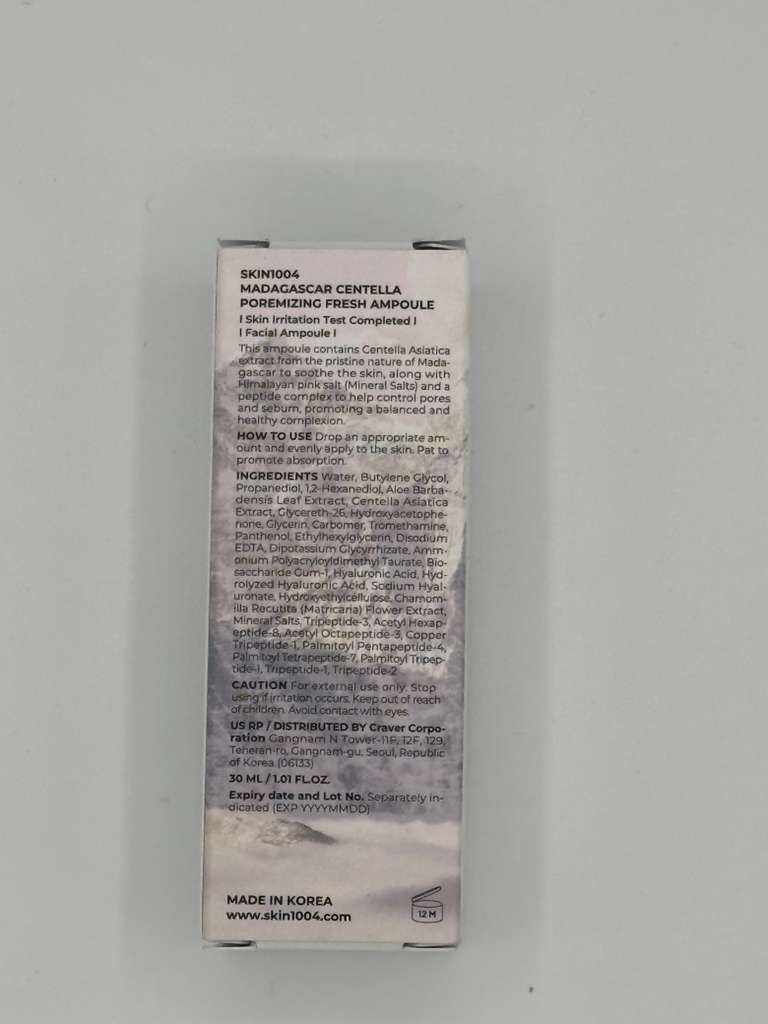 SKIN1004
MADAGASCAR CENTELLA
POREMIZING FRESH AMPOULE
I Skin Irritation Test Completed I
I Facial Ampoule I
This ampoule contains Centella Asiatica
extract from the pristine nature of Mada-
gascar to soothe the skin, along with
Himalayan pink salt (Mineral Salts) and a
peptide complex to help control pores
and sebum, promoting a balanced and
healthy complexion.
HOW TO USE Drop an appropriate am-
ount and evenly apply to the skin. Pat to
promote absorption.
INGREDIENTS Water, Butylene Glycol,
Propanediol, 1,2-Hexanediol, Aloe Barba-
densis Leaf Extract, Centella Asiatica
Extract, Glycereth-26, Hydroxyacetophe-
none, Glycerin, Carbomer, Tromethamine,
Panthenol, Ethylhexylglycerin, Disodium
EDTA, Dipotassium Glycyrrhizate, Amm-
onium Polyacryloyldimethyl Taurate, Bio-
saccharide Gum-1, Hyaluronic Acid, Hyd-
rolyzed Hyaluronic Acid, Sodium Hyal-
uronate, Hydroxyethylcellulose, Chamom-
illa Recutita (Matricaria) Flower Extract,
Mineral Salts, Tripeptide-3, Acetyl Hexap-
eptide-8, Acetyl Octapeptide-3, Copper
Tripeptide-1, Palmitoyl Pentapeptide-4,
Palmitoyl Tetrapeptide-7, Palmitoyl Tripep-
tide-1, Tripeptide-1, Tripeptide-2
CAUTION For external use only. Stop
using if irritation occurs. Keep out of reach
of children. Avoid contact with eyes.
US RP / DISTRIBUTED BY Craver Corpo-
ration Gangnam N Tower-11F, 12F, 129,
Teheran-ro, Gangnam-gu, Seoul, Republic
of Korea (06133)
30 ML / 1.01 FL.OZ.
Expiry date and Lot No. Separately in-
dicated (EXP YYYYMMDD)
MADE IN KOREA
www.skin1004.com
12 M